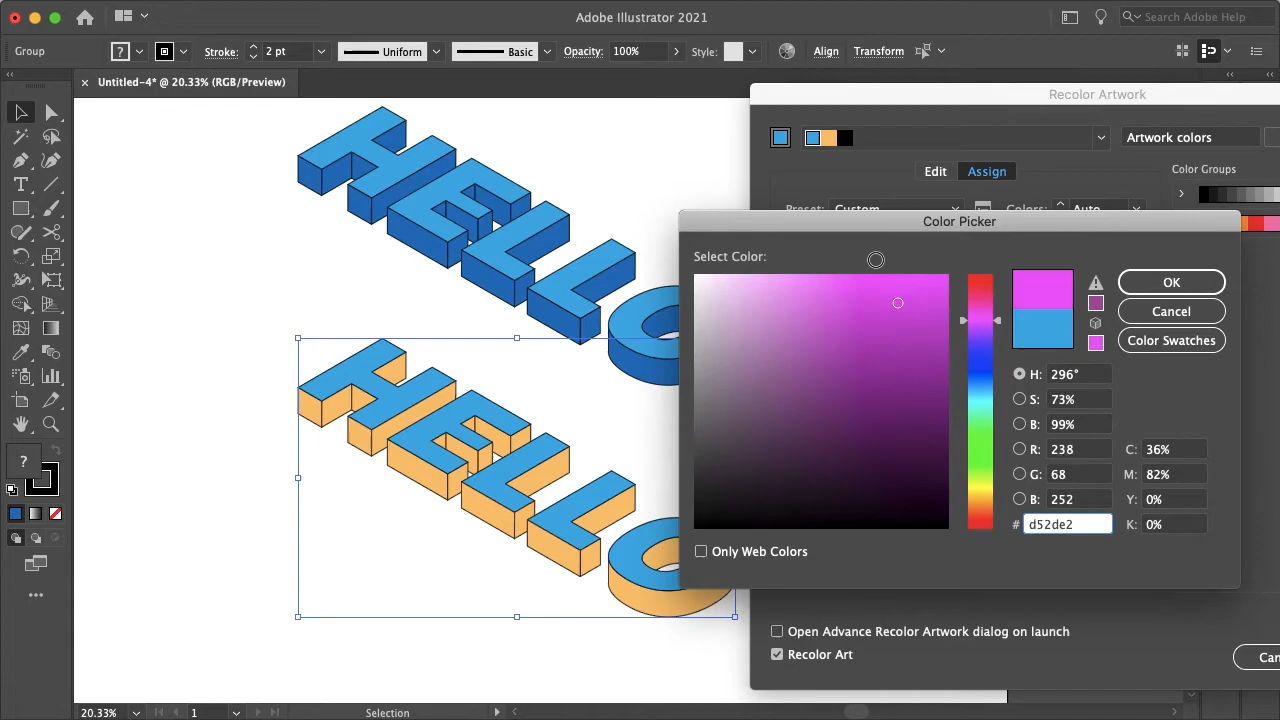 Adobe Illustrator 2021
Search Adobe Help
Group
?
Stroke:
2 pt
Uniform
Basic
Opacity:
100%
Style:
Align
Transform
Untitled-4* @ 20.33% (RGB/Preview)
Recolor Artwork
Artwork colors
Edit
Assign
Color Groups
Preset:
Custom
Colors:
Auto
Color Picker
Select Color:
OK
Cancel
Color Swatches
H: 296°
S: 73%
B: 99%
R: 238
C: 36%
G: 68
M: 82%
B: 252
Y: 0%
# d52de2
K: 0%
Only Web Colors
HELLO
HELLO
?
Open Advance Recolor Artwork dialog on launch
Recolor Art
Can
20.33%
1
Selection